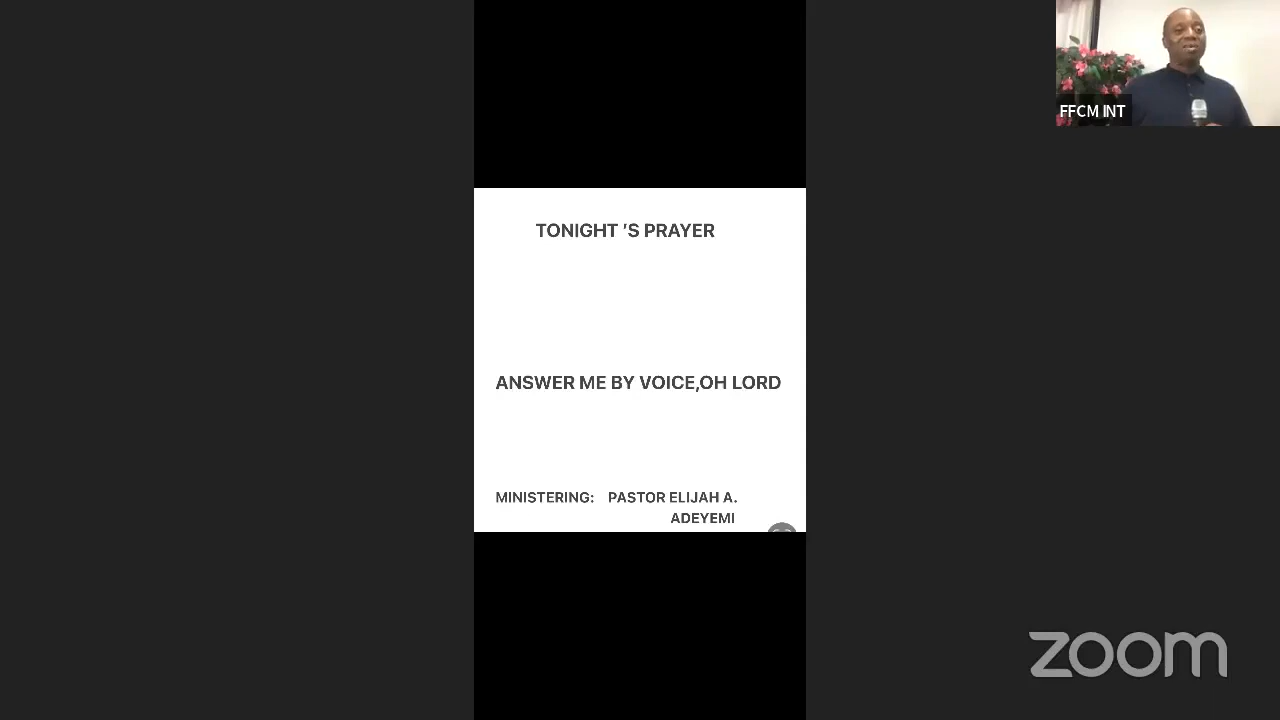 FFCM INT
TONIGHT 'S PRAYER
ANSWER ME BY VOICE,OH LORD
MINISTERING: PASTOR ELIJAH A.
ADEYEMI
zoom